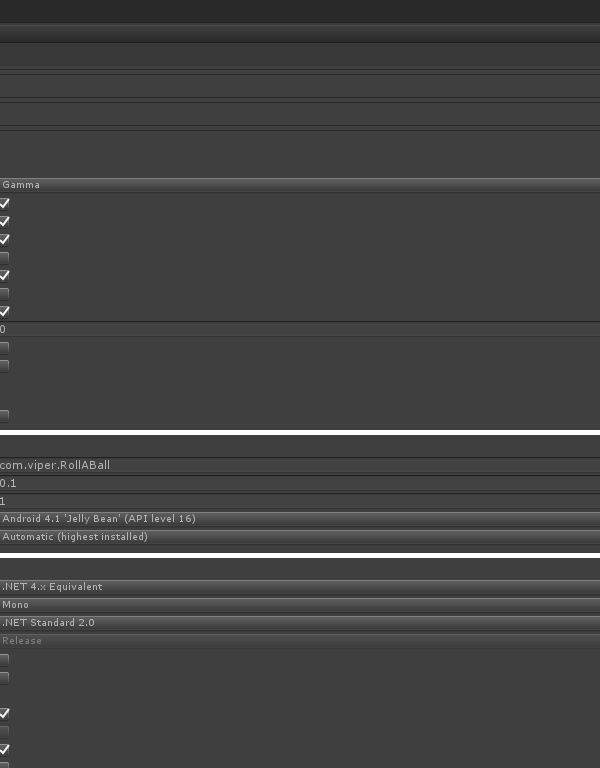 Gamma
0
com.viper.RollABall
0.1
1
Android 4.1 'Jelly Bean' (API level 16)
Automatic (highest installed)
.NET 4.x Equivalent
Mono
.NET Standard 2.0
Release